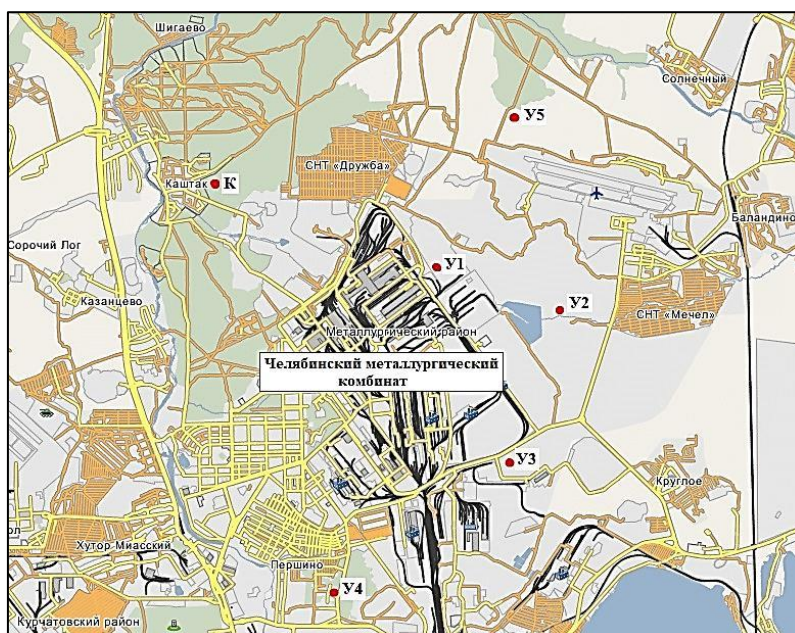 Шигаево
Солнечный
У5
СНТ «Дружба»
Каштак
К
Баландино
Сорочий Лог
У1
Казанцево
У2
СНТ «Мечел»
Металлургический район
Челябинский металлургический
комбинат
У3
Круглое
Хутор Миасский
Першино
У4
Курчатовский район